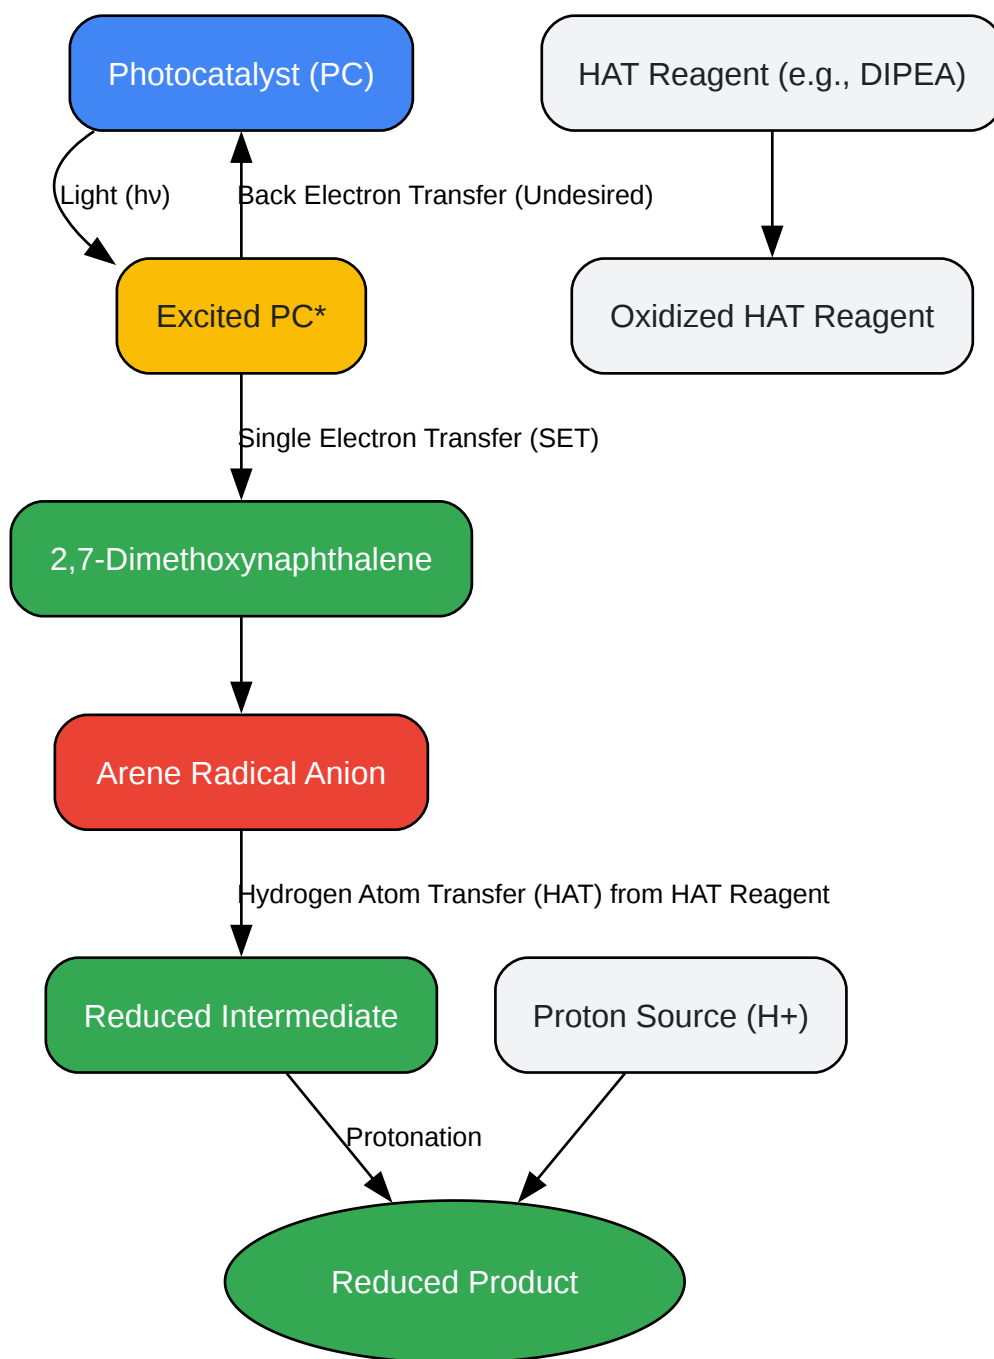 Photocatalyst (PC)
HAT Reagent (e.g., DIPEA)
Light (hν)
Back Electron Transfer (Undesired)
Excited PC*
Oxidized HAT Reagent
Single Electron Transfer (SET)
2,7-Dimethoxynaphthalene
Arene Radical Anion
Hydrogen Atom Transfer (HAT) from HAT Reagent
Reduced Intermediate
Proton Source (H+)
Protonation
Reduced Product